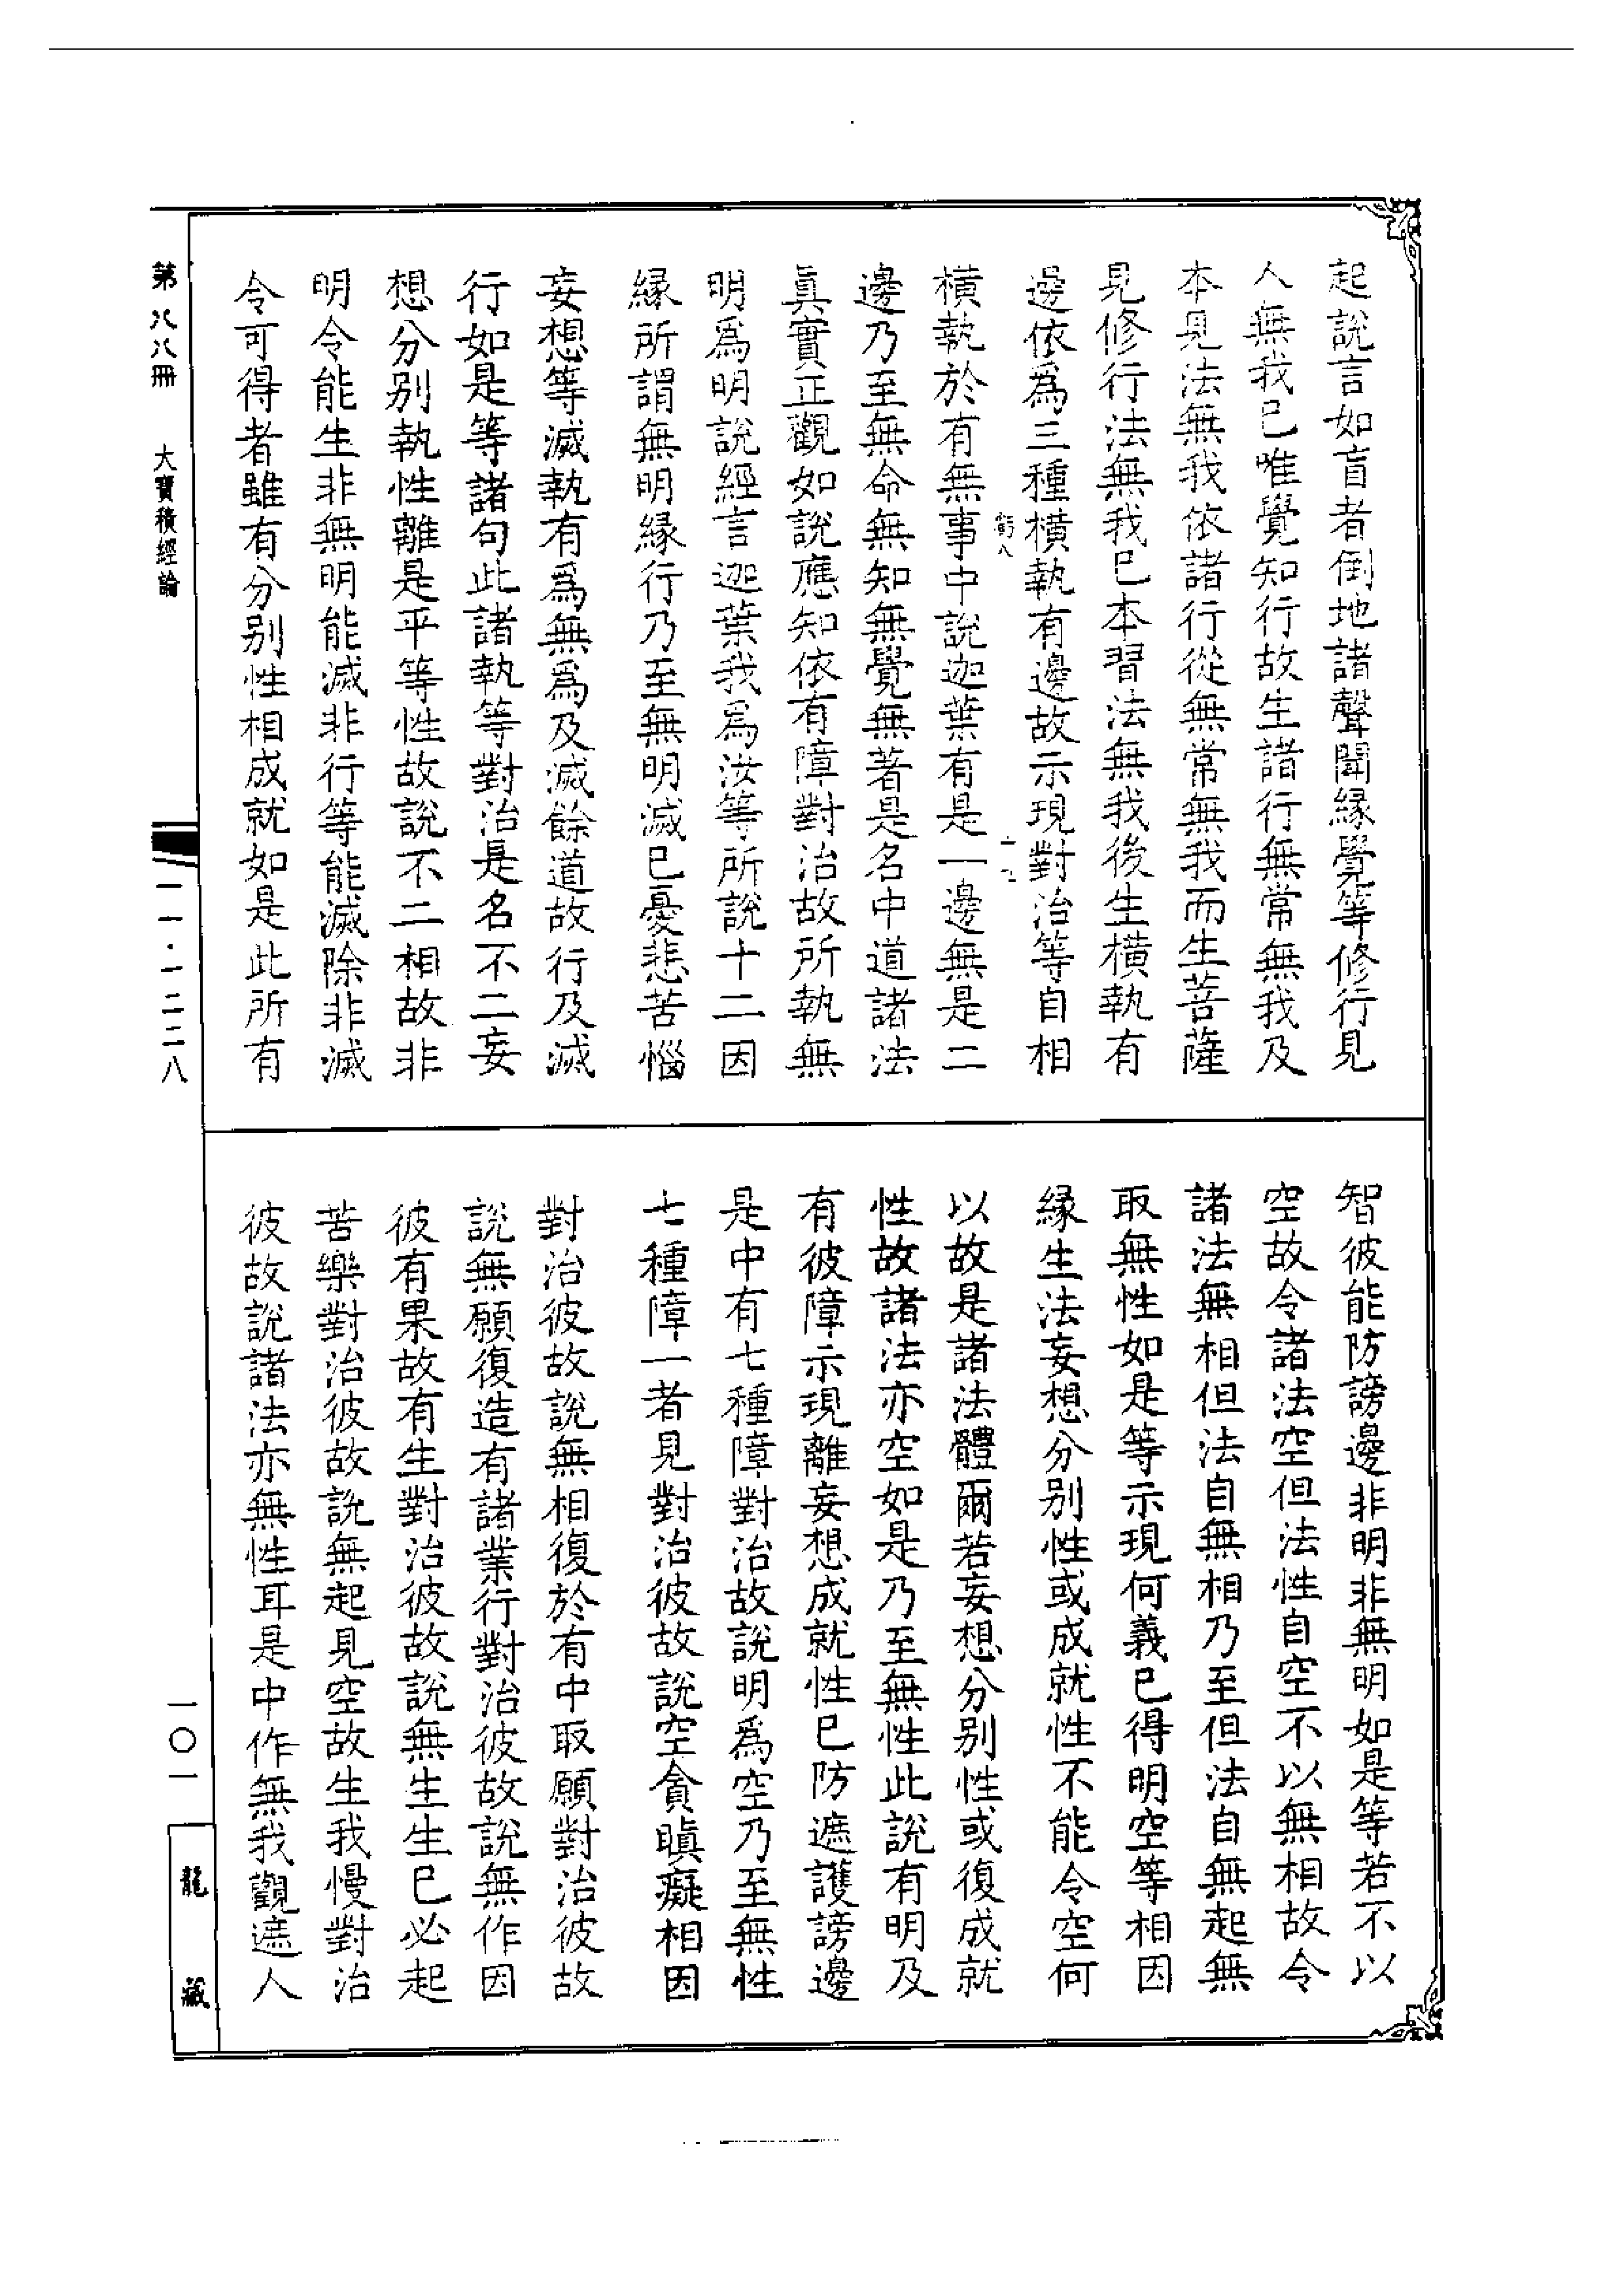 起說言如盲者倒地諸聲聞緣覺等修行見
人無我已唯覺知行故生諸行無常無我及
本見法無我依諸行從無常無我而生菩薩
見修行法無我已本習法無我後生橫執有
邊依爲三種橫執有邊故示現對治等自相
橫執於有無事中說迦葉有是一邊無是二
邊乃至無命無知無覺無著是名中道諸法
真實正觀如說應知依有障對治故所執無
明爲明說經言迦葉我爲汝等所說十二因
緣所謂無明緣行乃至無明滅已憂悲苦惱
妄想等滅執有爲無爲及滅餘道故行及滅
行如是等諸句此諸執等對治是名不二妄
想分別執性離是平等性故說不二相故非
明令能生非無明能滅非行等能滅除非滅
令可得者雖有分別性相成就如是此所有
智彼能防謗邊非明非無明如是等若不以
空故令諸法空但法性自空不以無相故令
諸法無相但法自無相乃至但法自無起無
取無性如是等示現何義已得明空等相因
緣生法妄想分別性或成就性不能令空何
以故是諸法體爾若妄想分別性或復成就
性故諸法亦空如是乃至無性此說有明及
有彼障示現離妄想成就性已防遮護謗邊
是中有七種障對治故說明爲空乃至無性
七種障一者見對治彼故說空貪瞋癡相因
對治彼故說無相復於有中取願對治彼故
說無願復造有諸業行對治彼故說無作因
彼有果故有生對治彼故說無生生已必起
苦樂對治彼故說無起見空故生我慢對治
彼故說諸法亦無性耳是中作無我觀遮人
第八八冊
大寶積經論
一一·一二二八
一〇一
龍藏